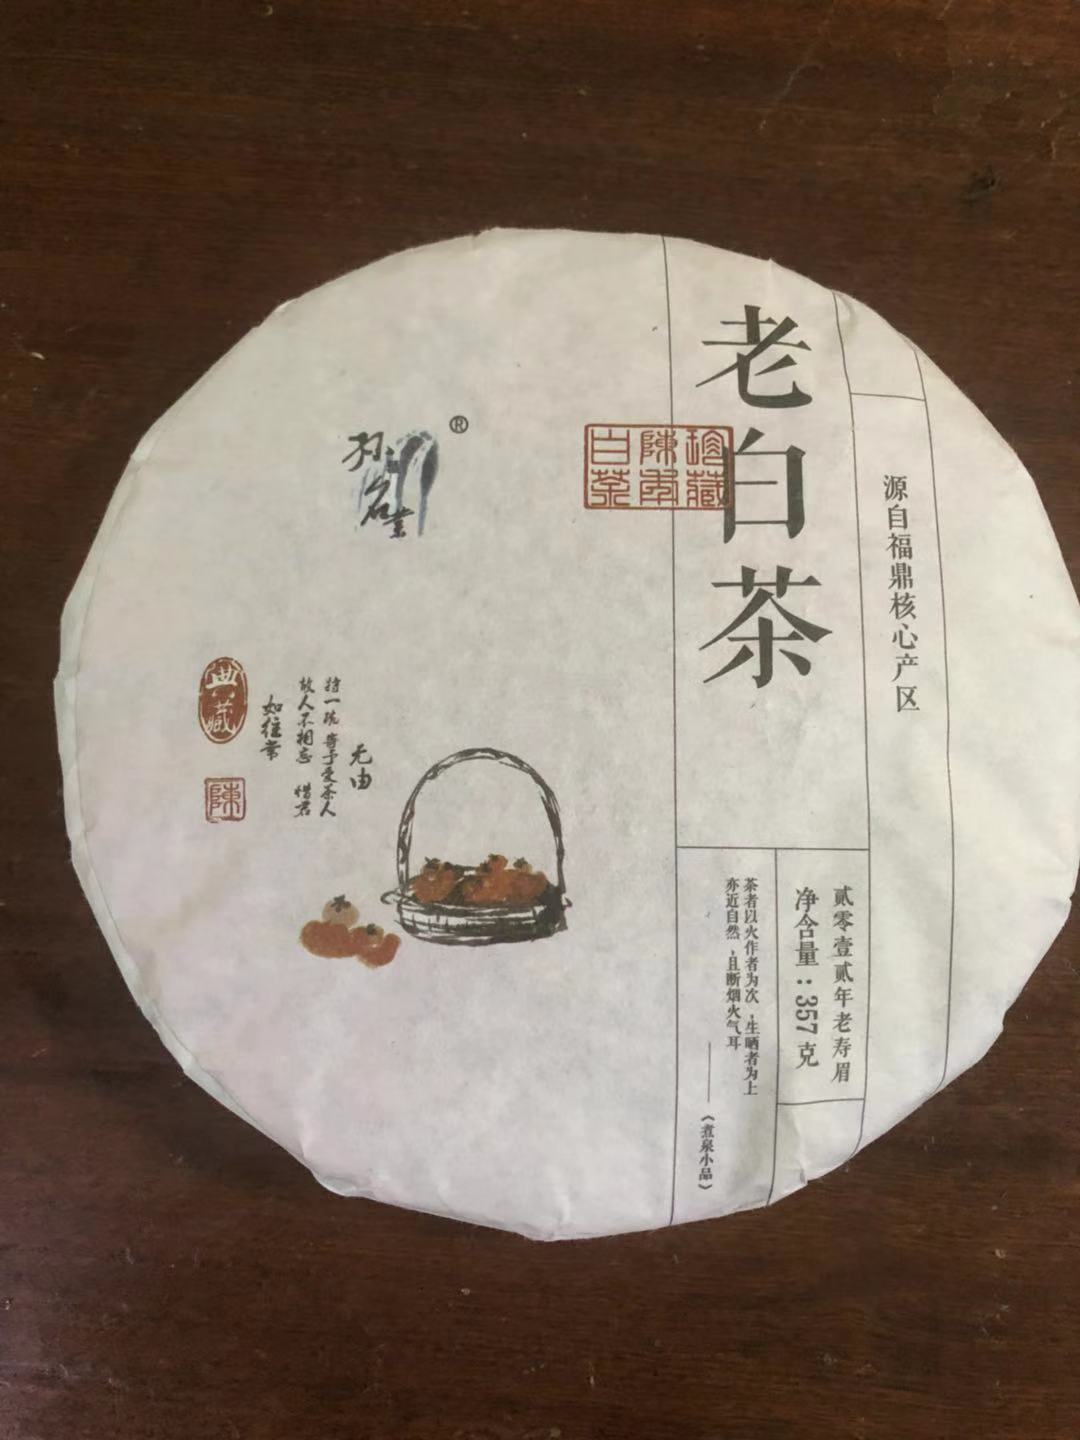 老白茶
珍藏
陳年
白茶
源自福鼎核心产区
贰零壹贰年老寿眉
净含量：357克
茶者以火作者为次，生晒者为上
亦近自然，且断烟火气耳
——《煮泉小品》
®
无由
持一碗 寄予爱茶人
故人不相忘 惜君
如往常
典藏
陳